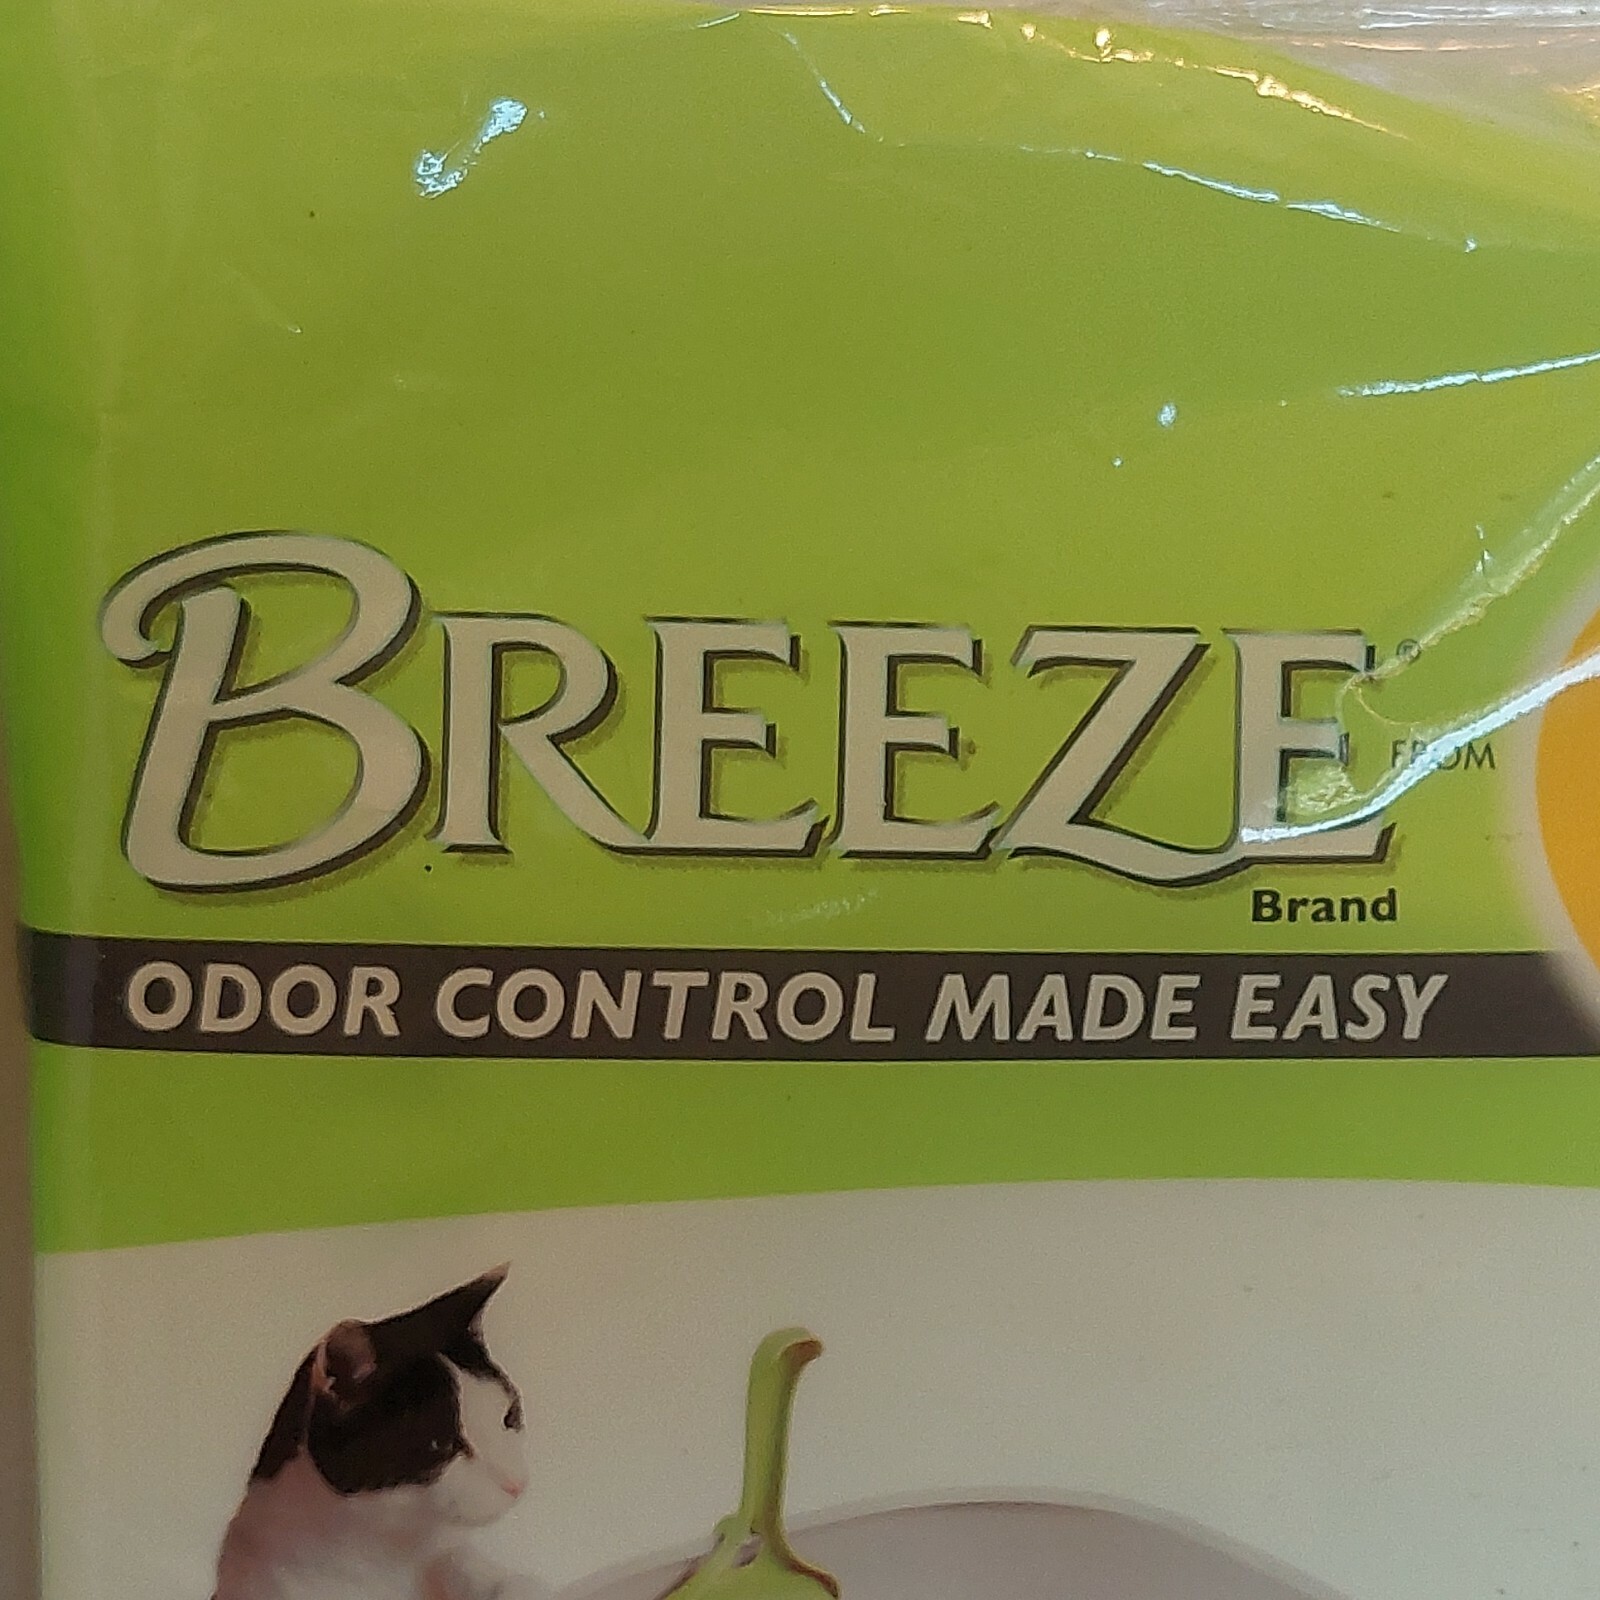 BREEZE®
FROM
Brand
ODOR CONTROL MADE EASY